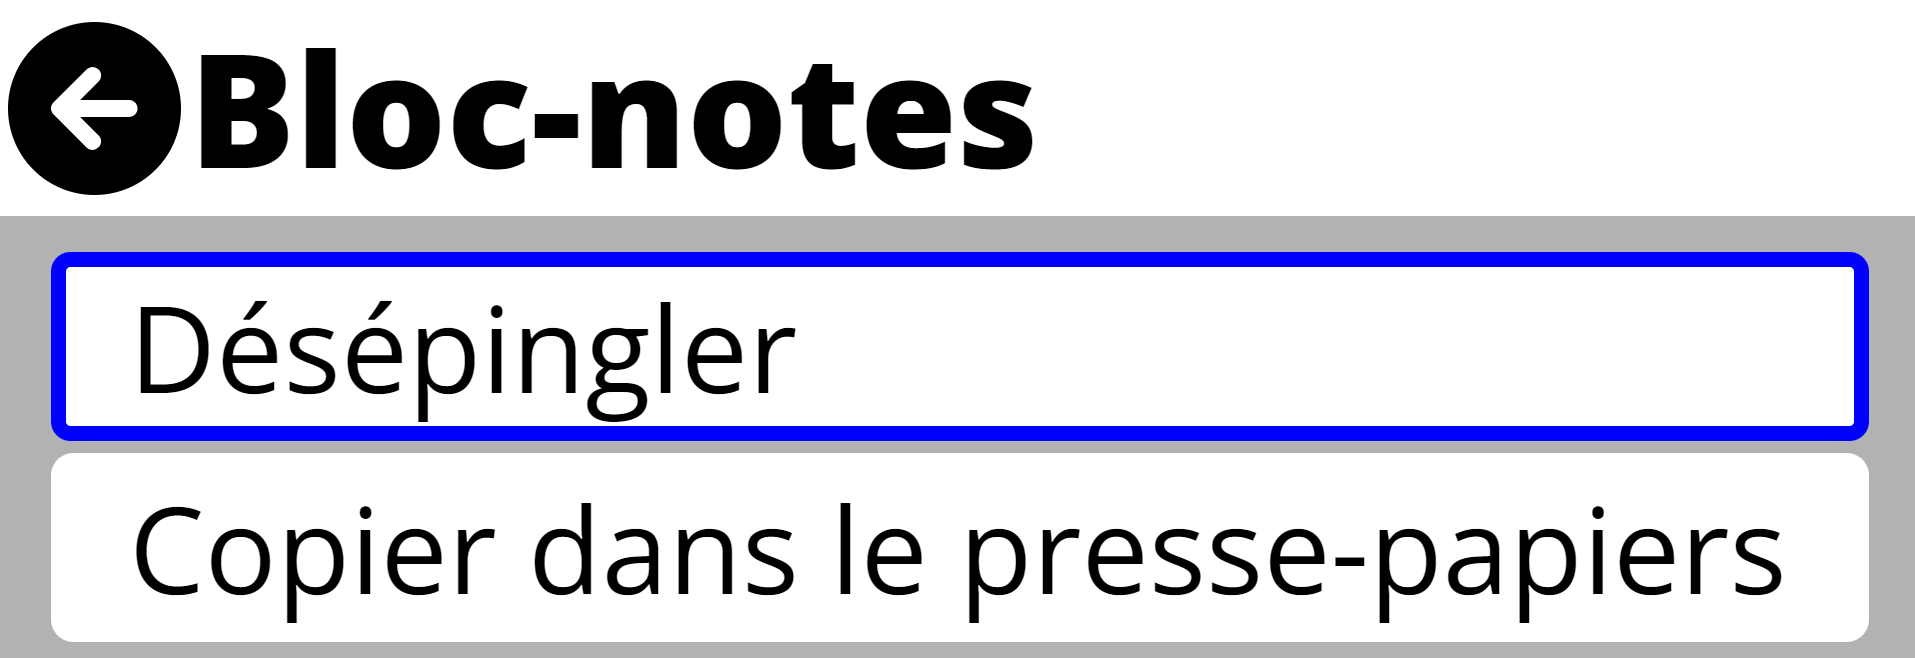 Bloc-notes
Désépingler
Copier dans le presse-papiers